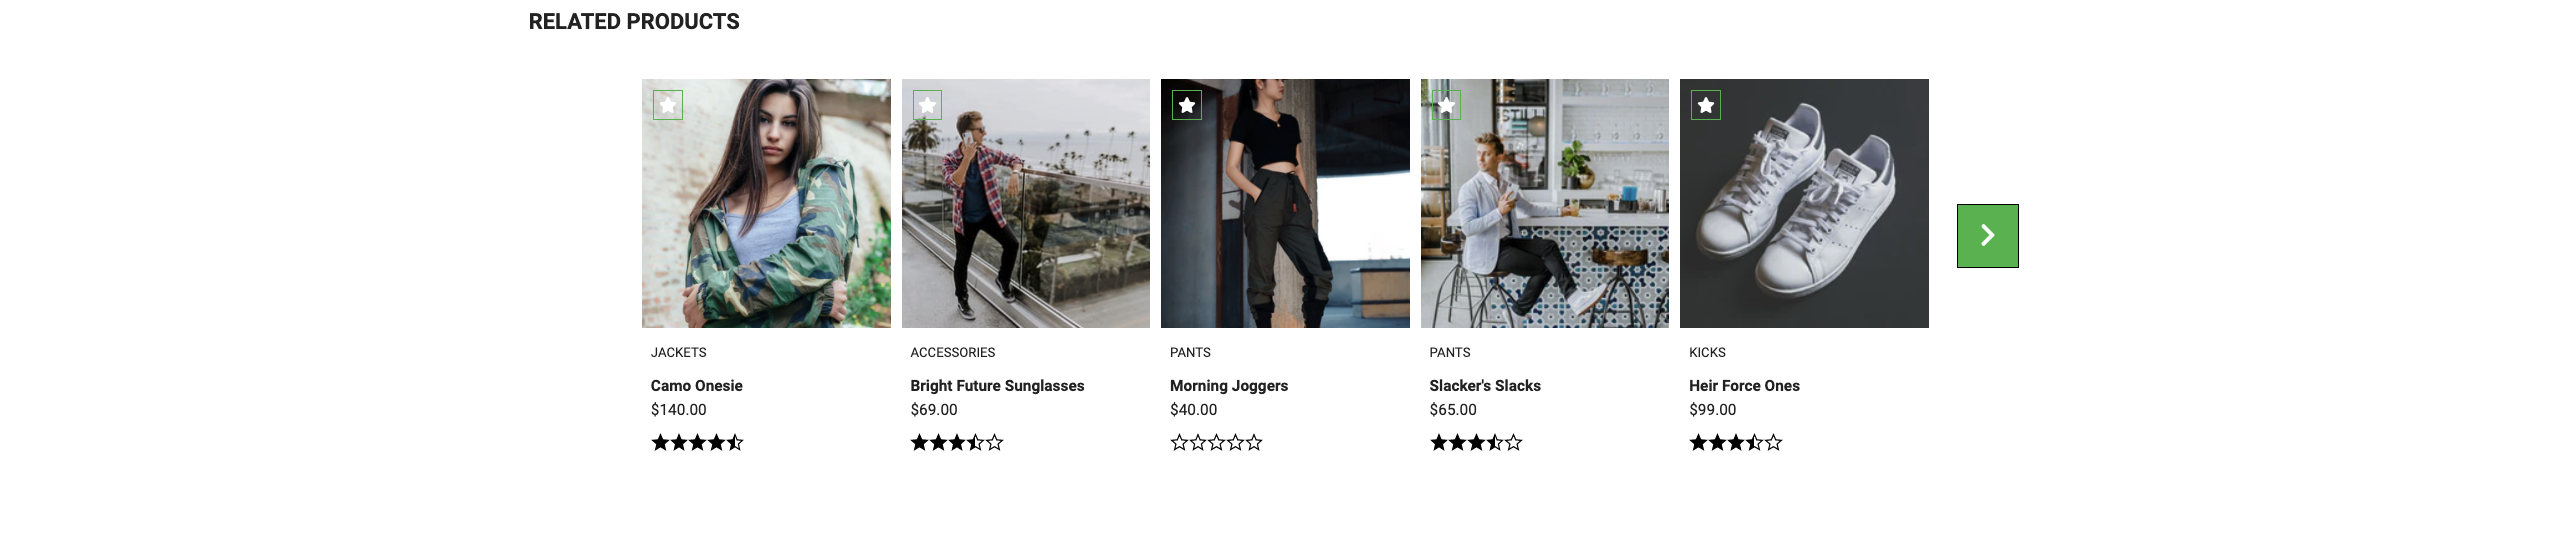 RELATED PRODUCTS
JACKETS
Camo Onesie
$140.00
ACCESSORIES
Bright Future Sunglasses
$69.00
PANTS
Morning Joggers
$40.00
PANTS
Slacker's Slacks
$65.00
KICKS
Heir Force Ones
$99.00